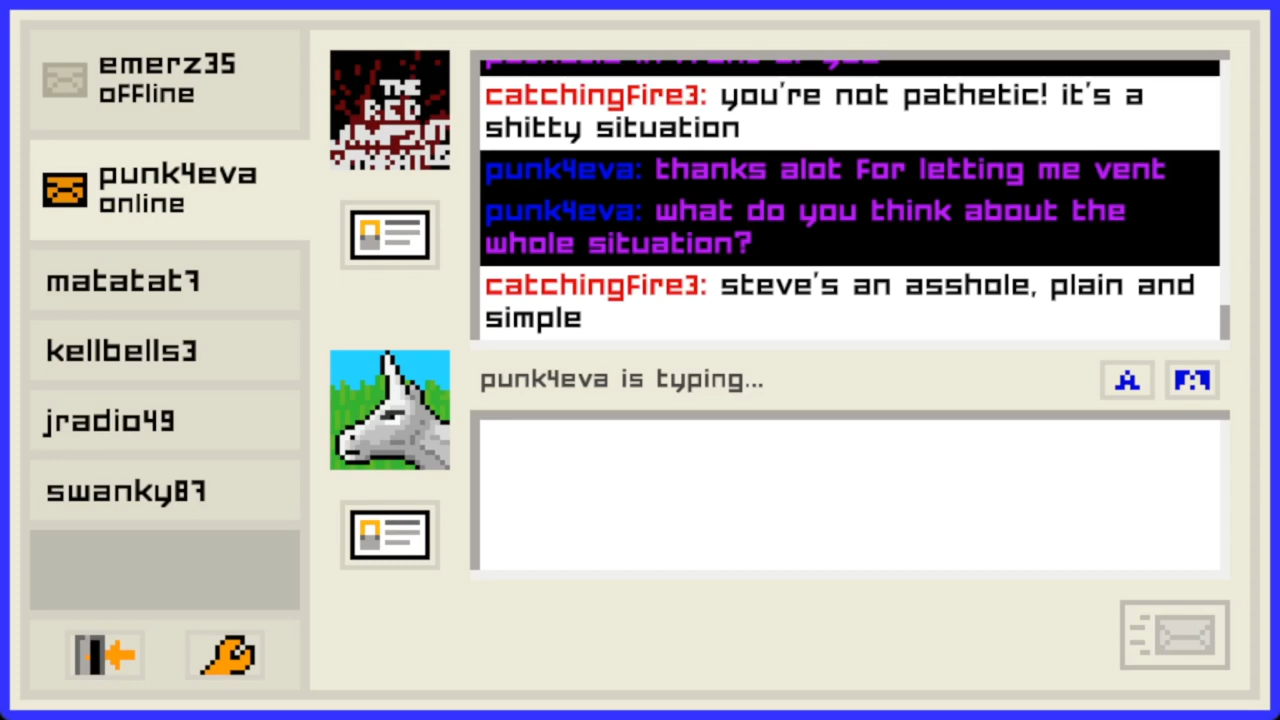 emerz35
offline
punk4eva
online
matatat7
kellbells3
jradio49
swanky87
THE
RED
catchingfire3: you're not pathetic! it's a
shitty situation
punk4eva: thanks alot for letting me vent
punk4eva: what do you think about the
whole situation?
catchingfire3: steve's an asshole, plain and
simple
punk4eva is typing...
A